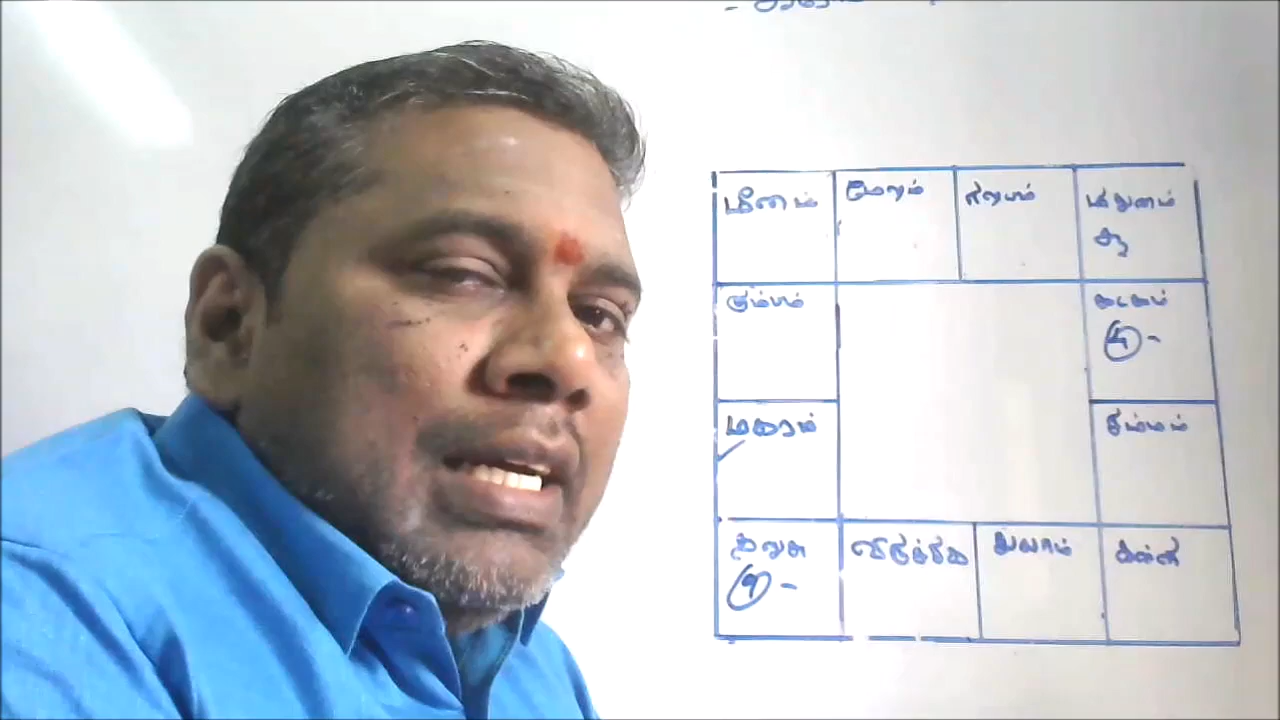 மீனம்
மேஷம்
ரிஷபம்
மிதுனம்
கும்பம்
கடகம்
மகரம்
சிம்மம்
தனுசு
விருச்சிக
துலாம்
கன்னி